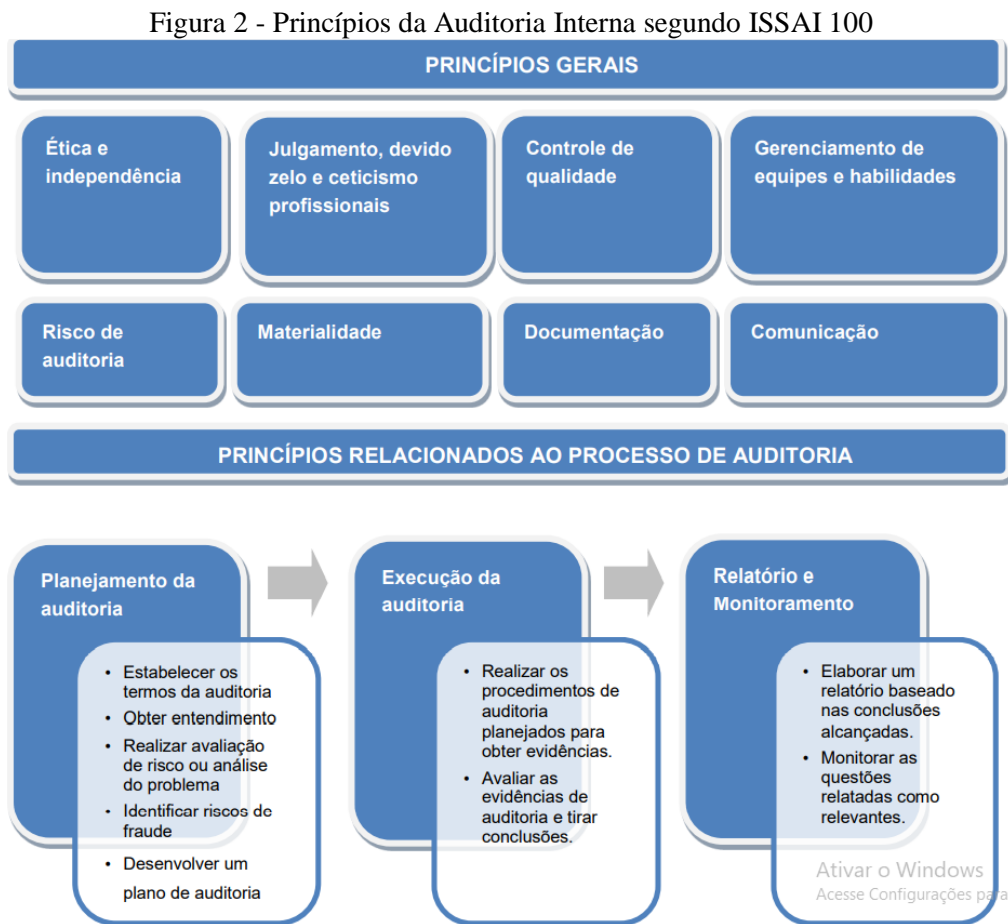 Figura 2 - Princípios da Auditoria Interna segundo ISSAI 100
PRINCÍPIOS GERAIS
Ética e
independência
Julgamento, devido
zelo e ceticismo
profissionais
Controle de
qualidade
Gerenciamento de
equipes e habilidades
Risco de
auditoria
Materialidade
Documentação
Comunicação
PRINCÍPIOS RELACIONADOS AO PROCESSO DE AUDITORIA
Planejamento da
auditoria
• Estabelecer os
termos da auditoria
• Obter entendimento
• Realizar avaliação
de risco ou análise
do problema
• Identificar riscos de
fraude
• Desenvolver um
plano de auditoria
Execução da
auditoria
• Realizar os
procedimentos de
auditoria
planejados para
obter evidências.
• Avaliar as
evidências de
auditoria e tirar
conclusões.
Relatório e
Monitoramento
• Elaborar um
relatório baseado
nas conclusões
alcançadas.
• Monitorar as
questões
relatadas como
relevantes.
Ativar o Windows
Acesse Configurações para